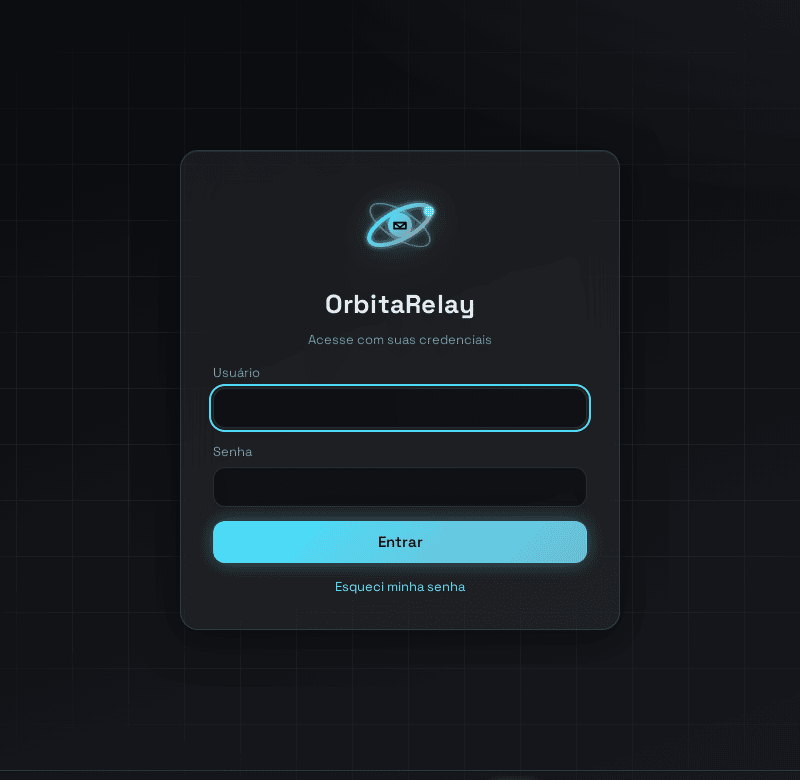 OrbitaRelay
Acesse com suas credenciais
Usuário
Senha
Entrar
Esqueci minha senha